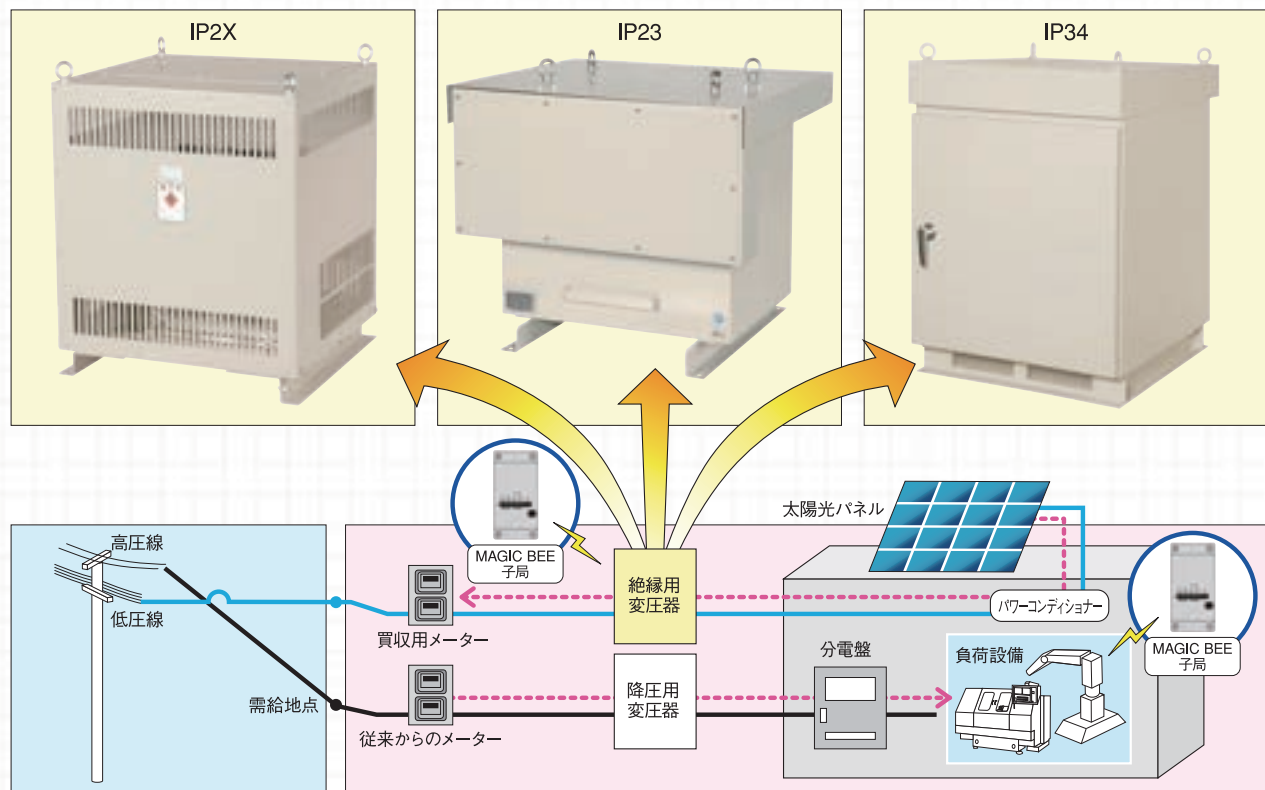 IP2X
IP23
IP34
太陽光パネル
MAGIC BEE
子局
高圧線
低圧線
絶縁用
変圧器
パワーコンディショナー
買収用メーター
MAGIC BEE
子局
分電盤
負荷設備
需給地点
降圧用
変圧器
従来からのメーター